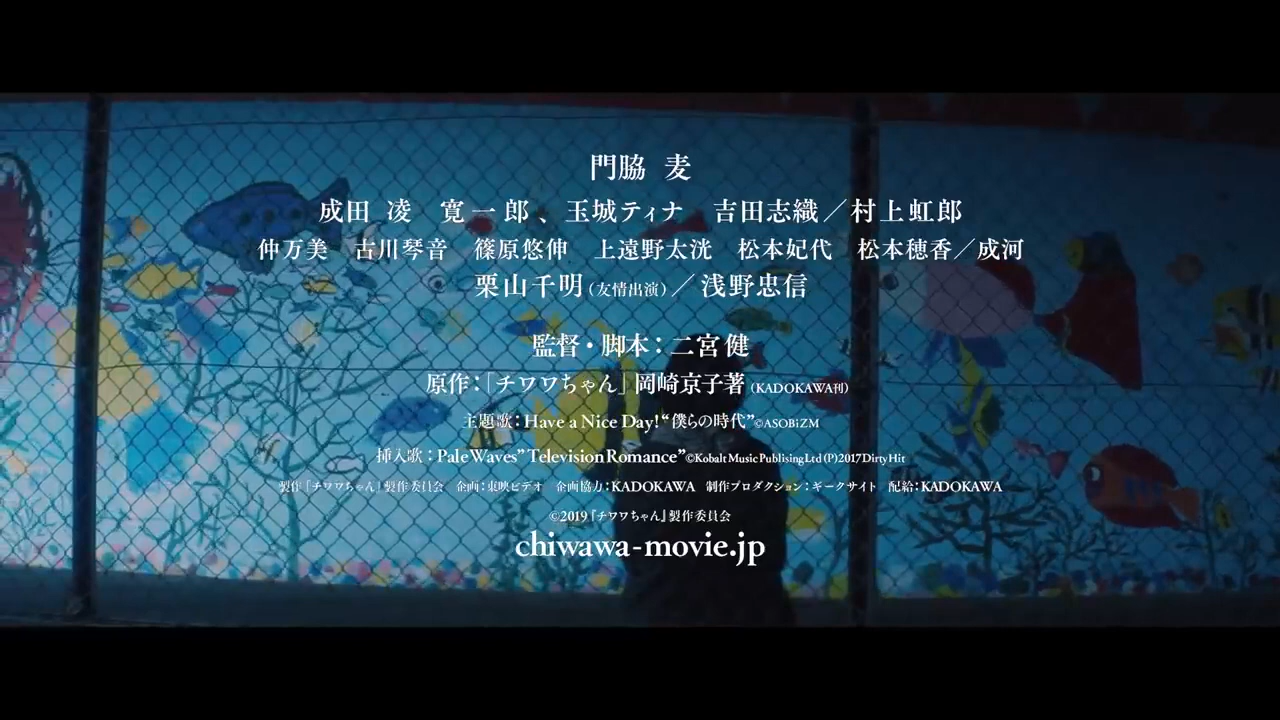 門脇 麦
成田 凌　寛一郎、玉城ティナ　吉田志織／村上虹郎
仲万美　古川琴音　篠原悠伸　上遠野太洸　松本妃代　松本穂香／成河
栗山千明（友情出演）／浅野忠信
監督・脚本：二宮健
原作：「チワワちゃん」岡崎京子著（KADOKAWA刊）
主題歌：Have a Nice Day!“僕らの時代”©ASOBiZM
挿入歌：Pale Waves”Television Romance”©Kobalt Music Publising Ltd (P)2017 Dirty Hit
製作『チワワちゃん』製作委員会　企画：東映ビデオ　企画協力：KADOKAWA　制作プロダクション：ギークサイト　配給：KADOKAWA
©2019『チワワちゃん』製作委員会
chiwawa-movie.jp